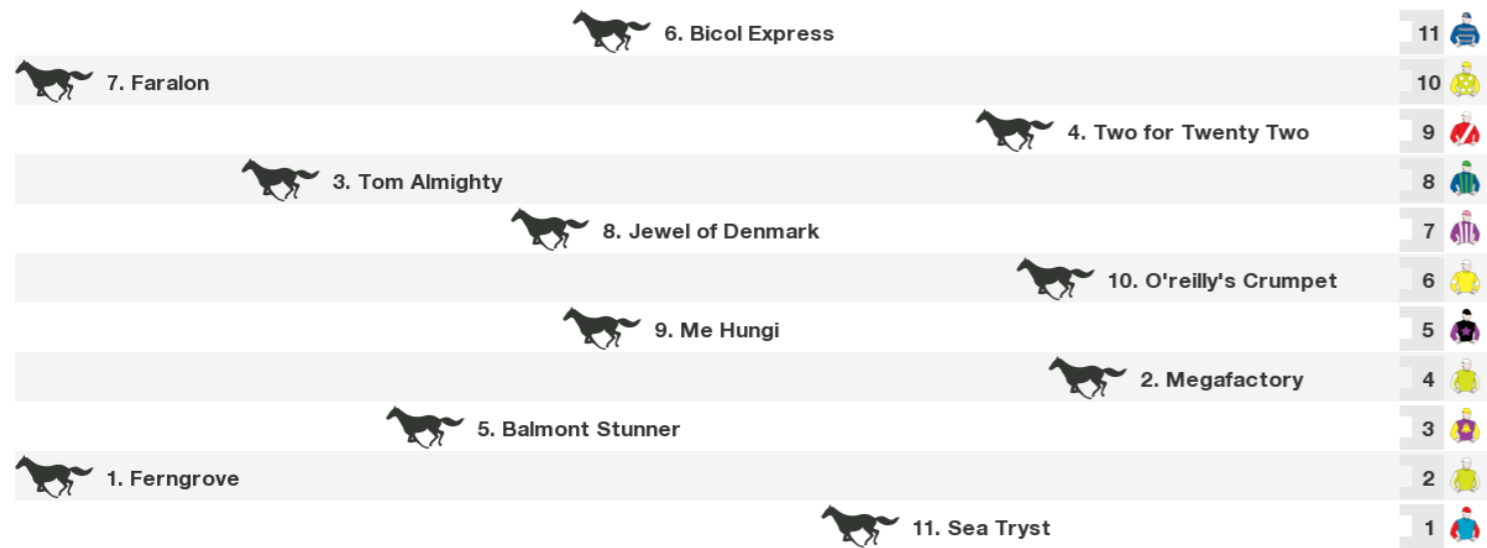 6. Bicol Express 11
7. Faralon 10
4. Two for Twenty Two 9
3. Tom Almighty 8
8. Jewel of Denmark 7
10. O'reilly's Crumpet 6
9. Me Hungi 5
2. Megafactory 4
5. Balmont Stunner 3
1. Ferngrove 2
11. Sea Tryst 1